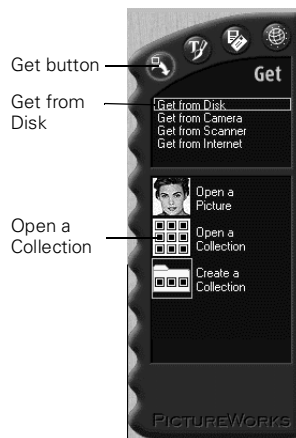 Get button
Get from
Disk
Open a
Collection
Get
Get from Disk
Get from Camera
Get from Scanner
Get from Internet
Open a
Picture
Open a
Collection
Create a
Collection
PICTUREWORKS